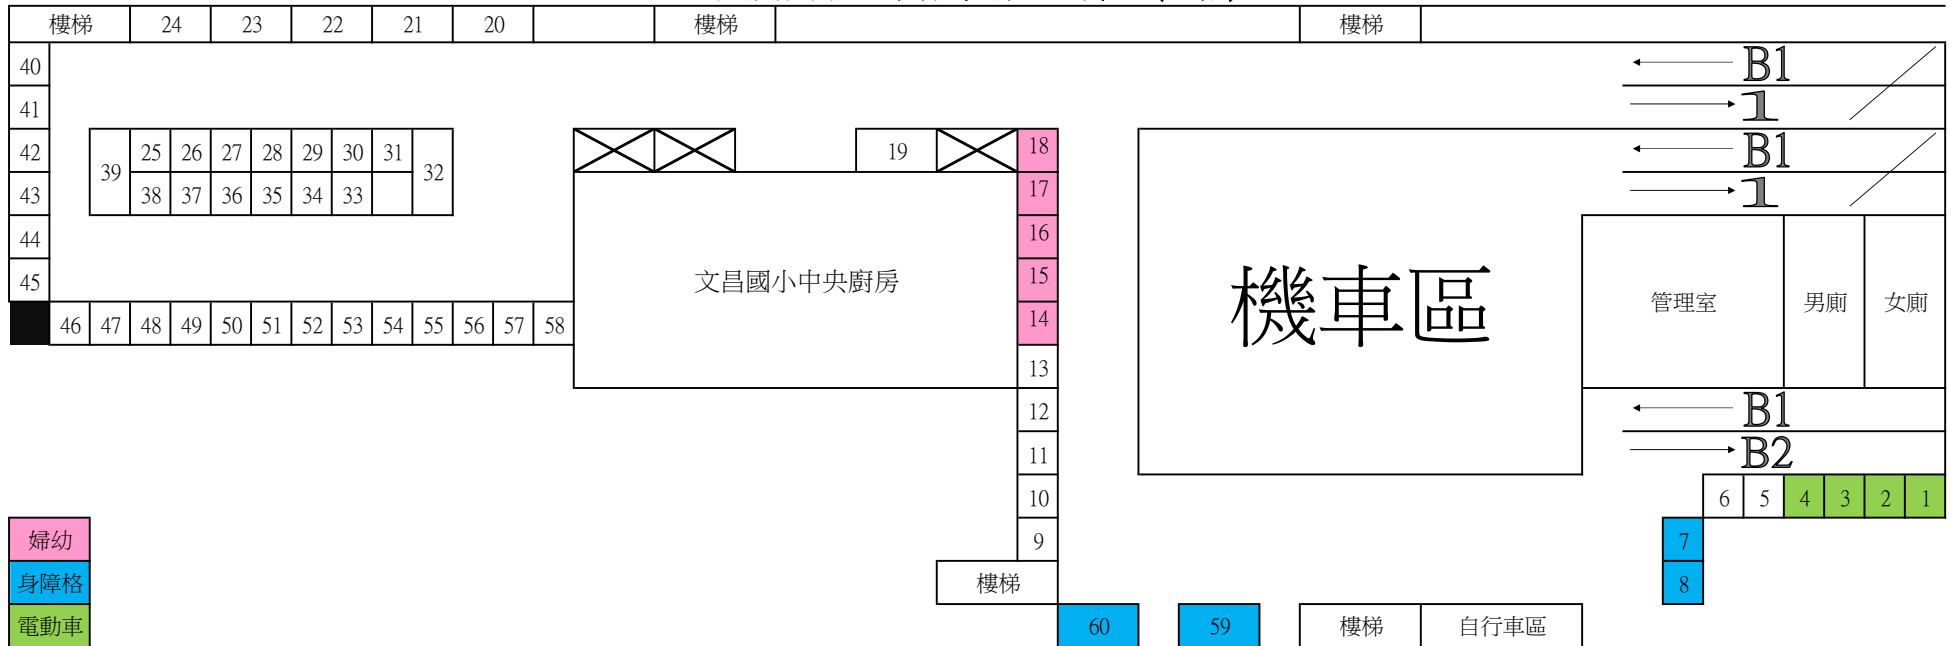 樓梯 24 23 22 21 20 樓梯 樓梯
40 B1
41 1
42 39 25 26 27 28 29 30 31 32 19 18 B1
43 38 37 36 35 34 33 17 1
44 16
45 文昌國小中央廚房 15 機車區 管理室 男廁 女廁
46 47 48 49 50 51 52 53 54 55 56 57 58 14
13
12 B1
11 B2
10 6 5 4 3 2 1
婦幼 9 7
身障格 樓梯 8
電動車 60 59 樓梯 自行車區